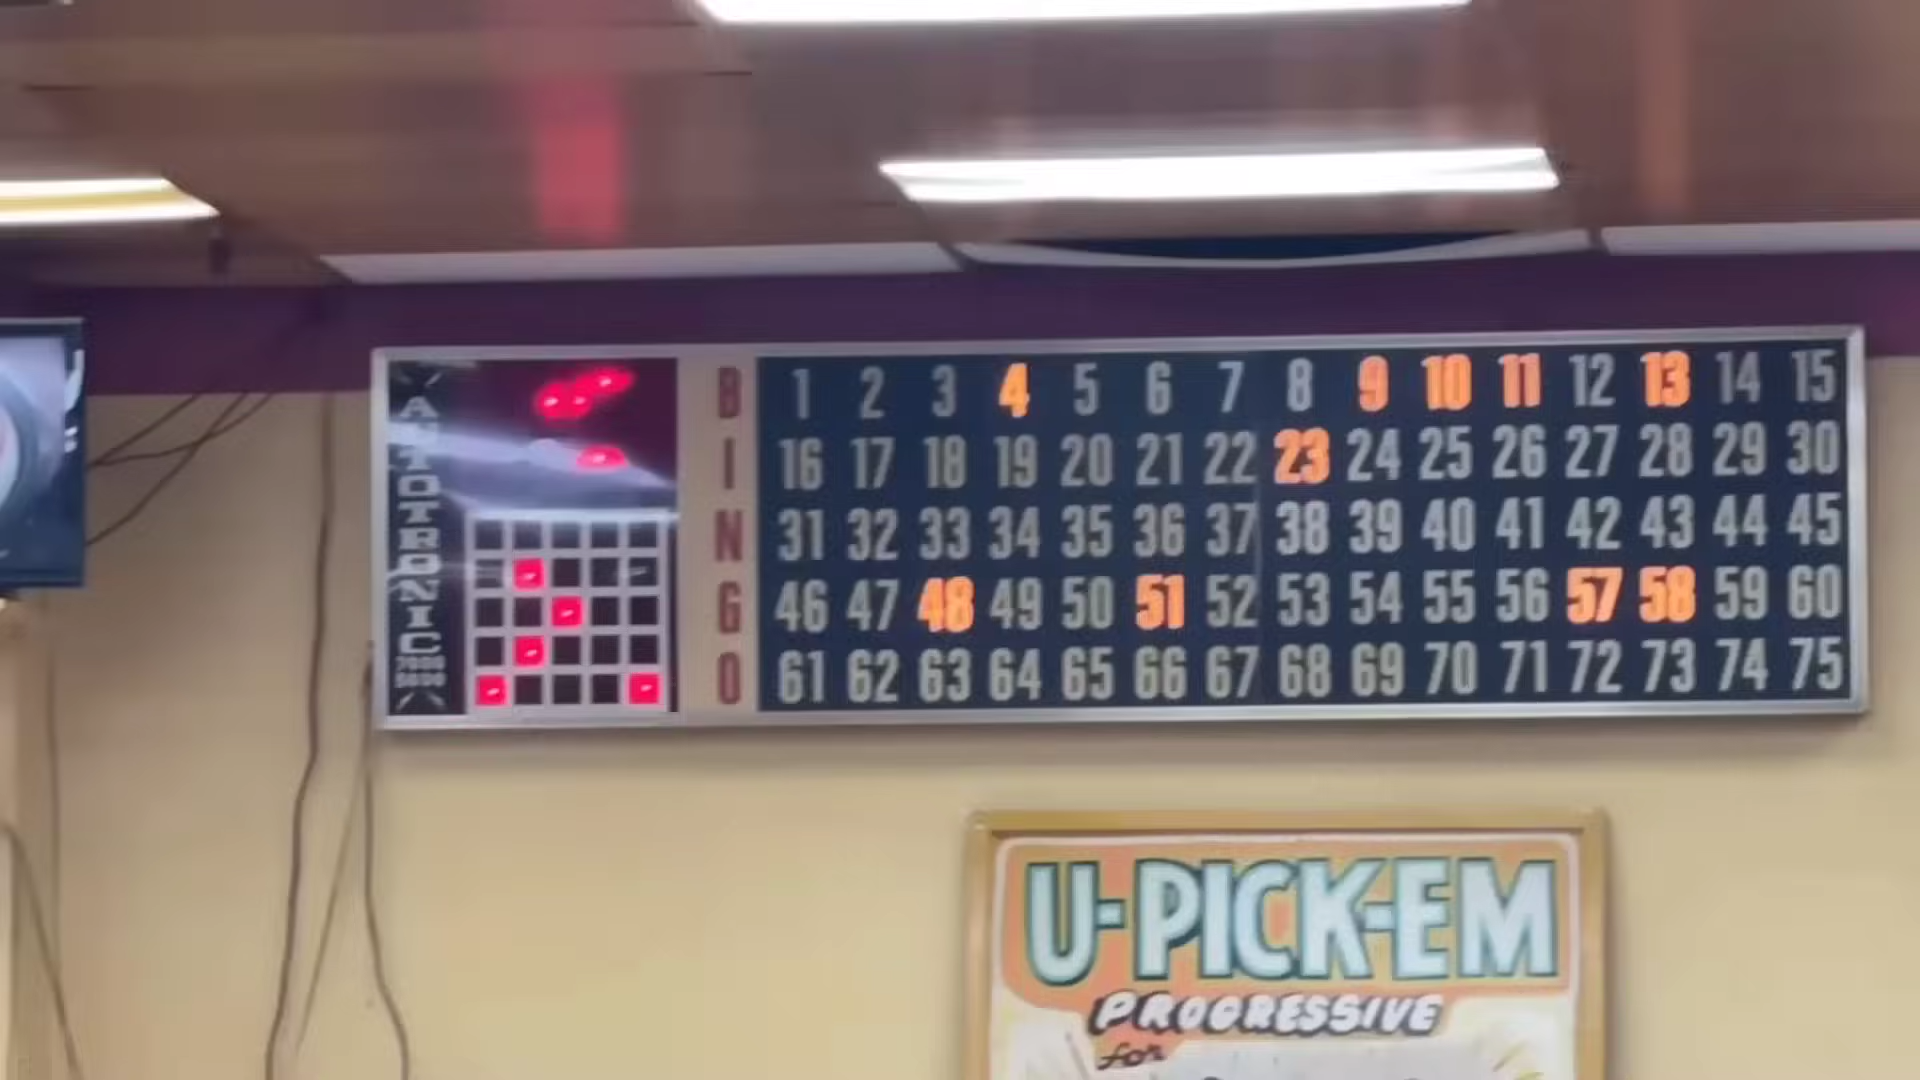 B 1 2 3 4 5 6 7 8 9 10 11 12 13 14 15
I 16 17 18 19 20 21 22 23 24 25 26 27 28 29 30
N 31 32 33 34 35 36 37 38 39 40 41 42 43 44 45
G 46 47 48 49 50 51 52 53 54 55 56 57 58 59 60
O 61 62 63 64 65 66 67 68 69 70 71 72 73 74 75
U-PICK-EM
PROGRESSIVE
for